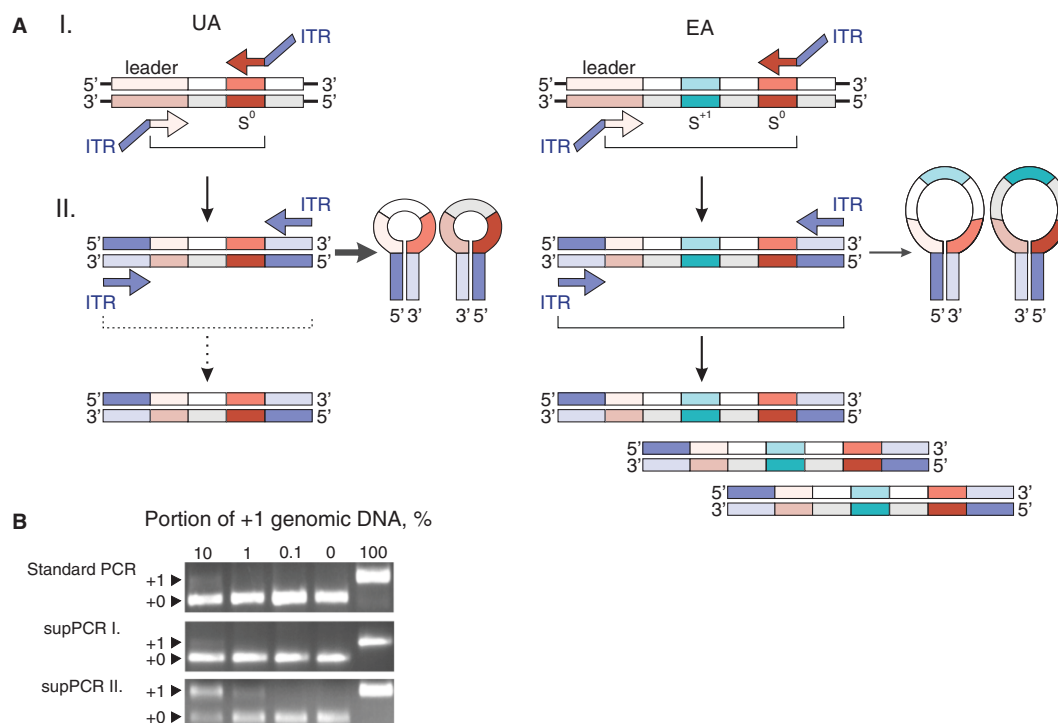 A I. UA EA
ITR ITR
leader leader
5' 3' 5' 3'
3' 5' 3' 5'
S⁰ S⁺¹ S⁰
ITR ITR
II. ITR ITR
5' 3' 5' 3'
3' 5' 3' 5'
ITR ITR
5' 3' 3' 5' 5' 3' 3' 5'
5' 3' 5' 3'
3' 5' 3' 5'
5' 3'
3' 5'
5' 3'
3' 5'
B Portion of +1 genomic DNA, %
10 1 0.1 0 100
Standard PCR
+1
+0
supPCR I.
+1
+0
supPCR II.
+1
+0